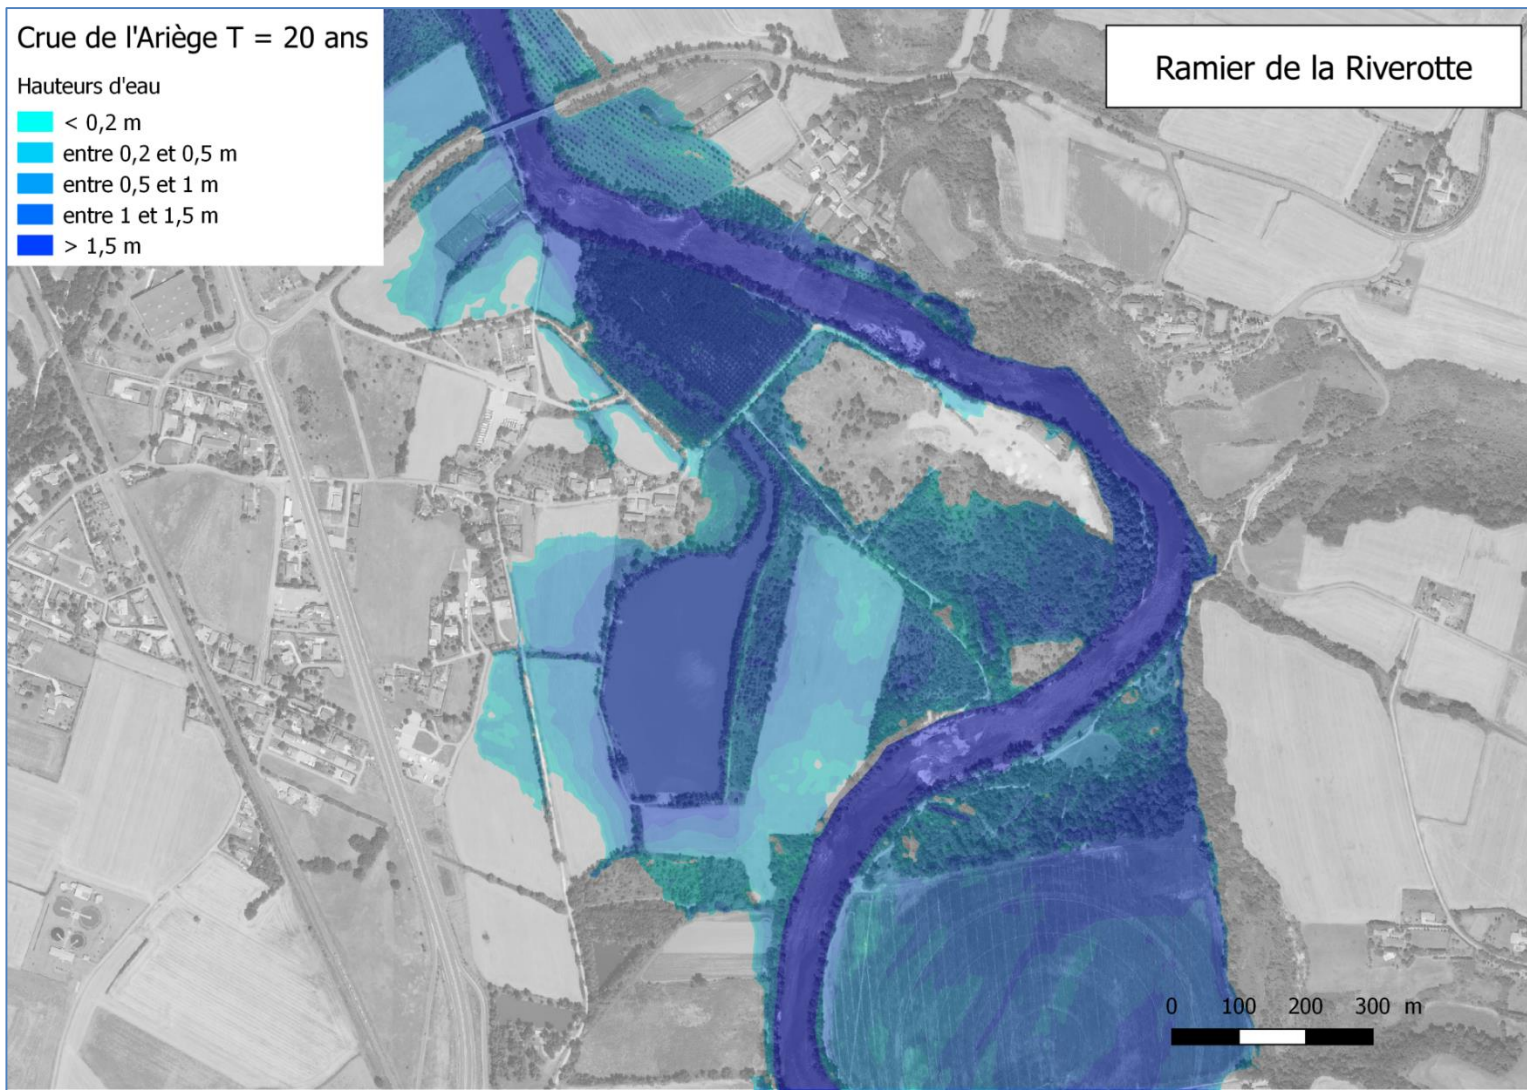 Crue de l'Ariège T = 20 ans
Hauteurs d'eau
< 0,2 m
entre 0,2 et 0,5 m
entre 0,5 et 1 m
entre 1 et 1,5 m
> 1,5 m
Ramier de la Riverotte
0 100 200 300 m